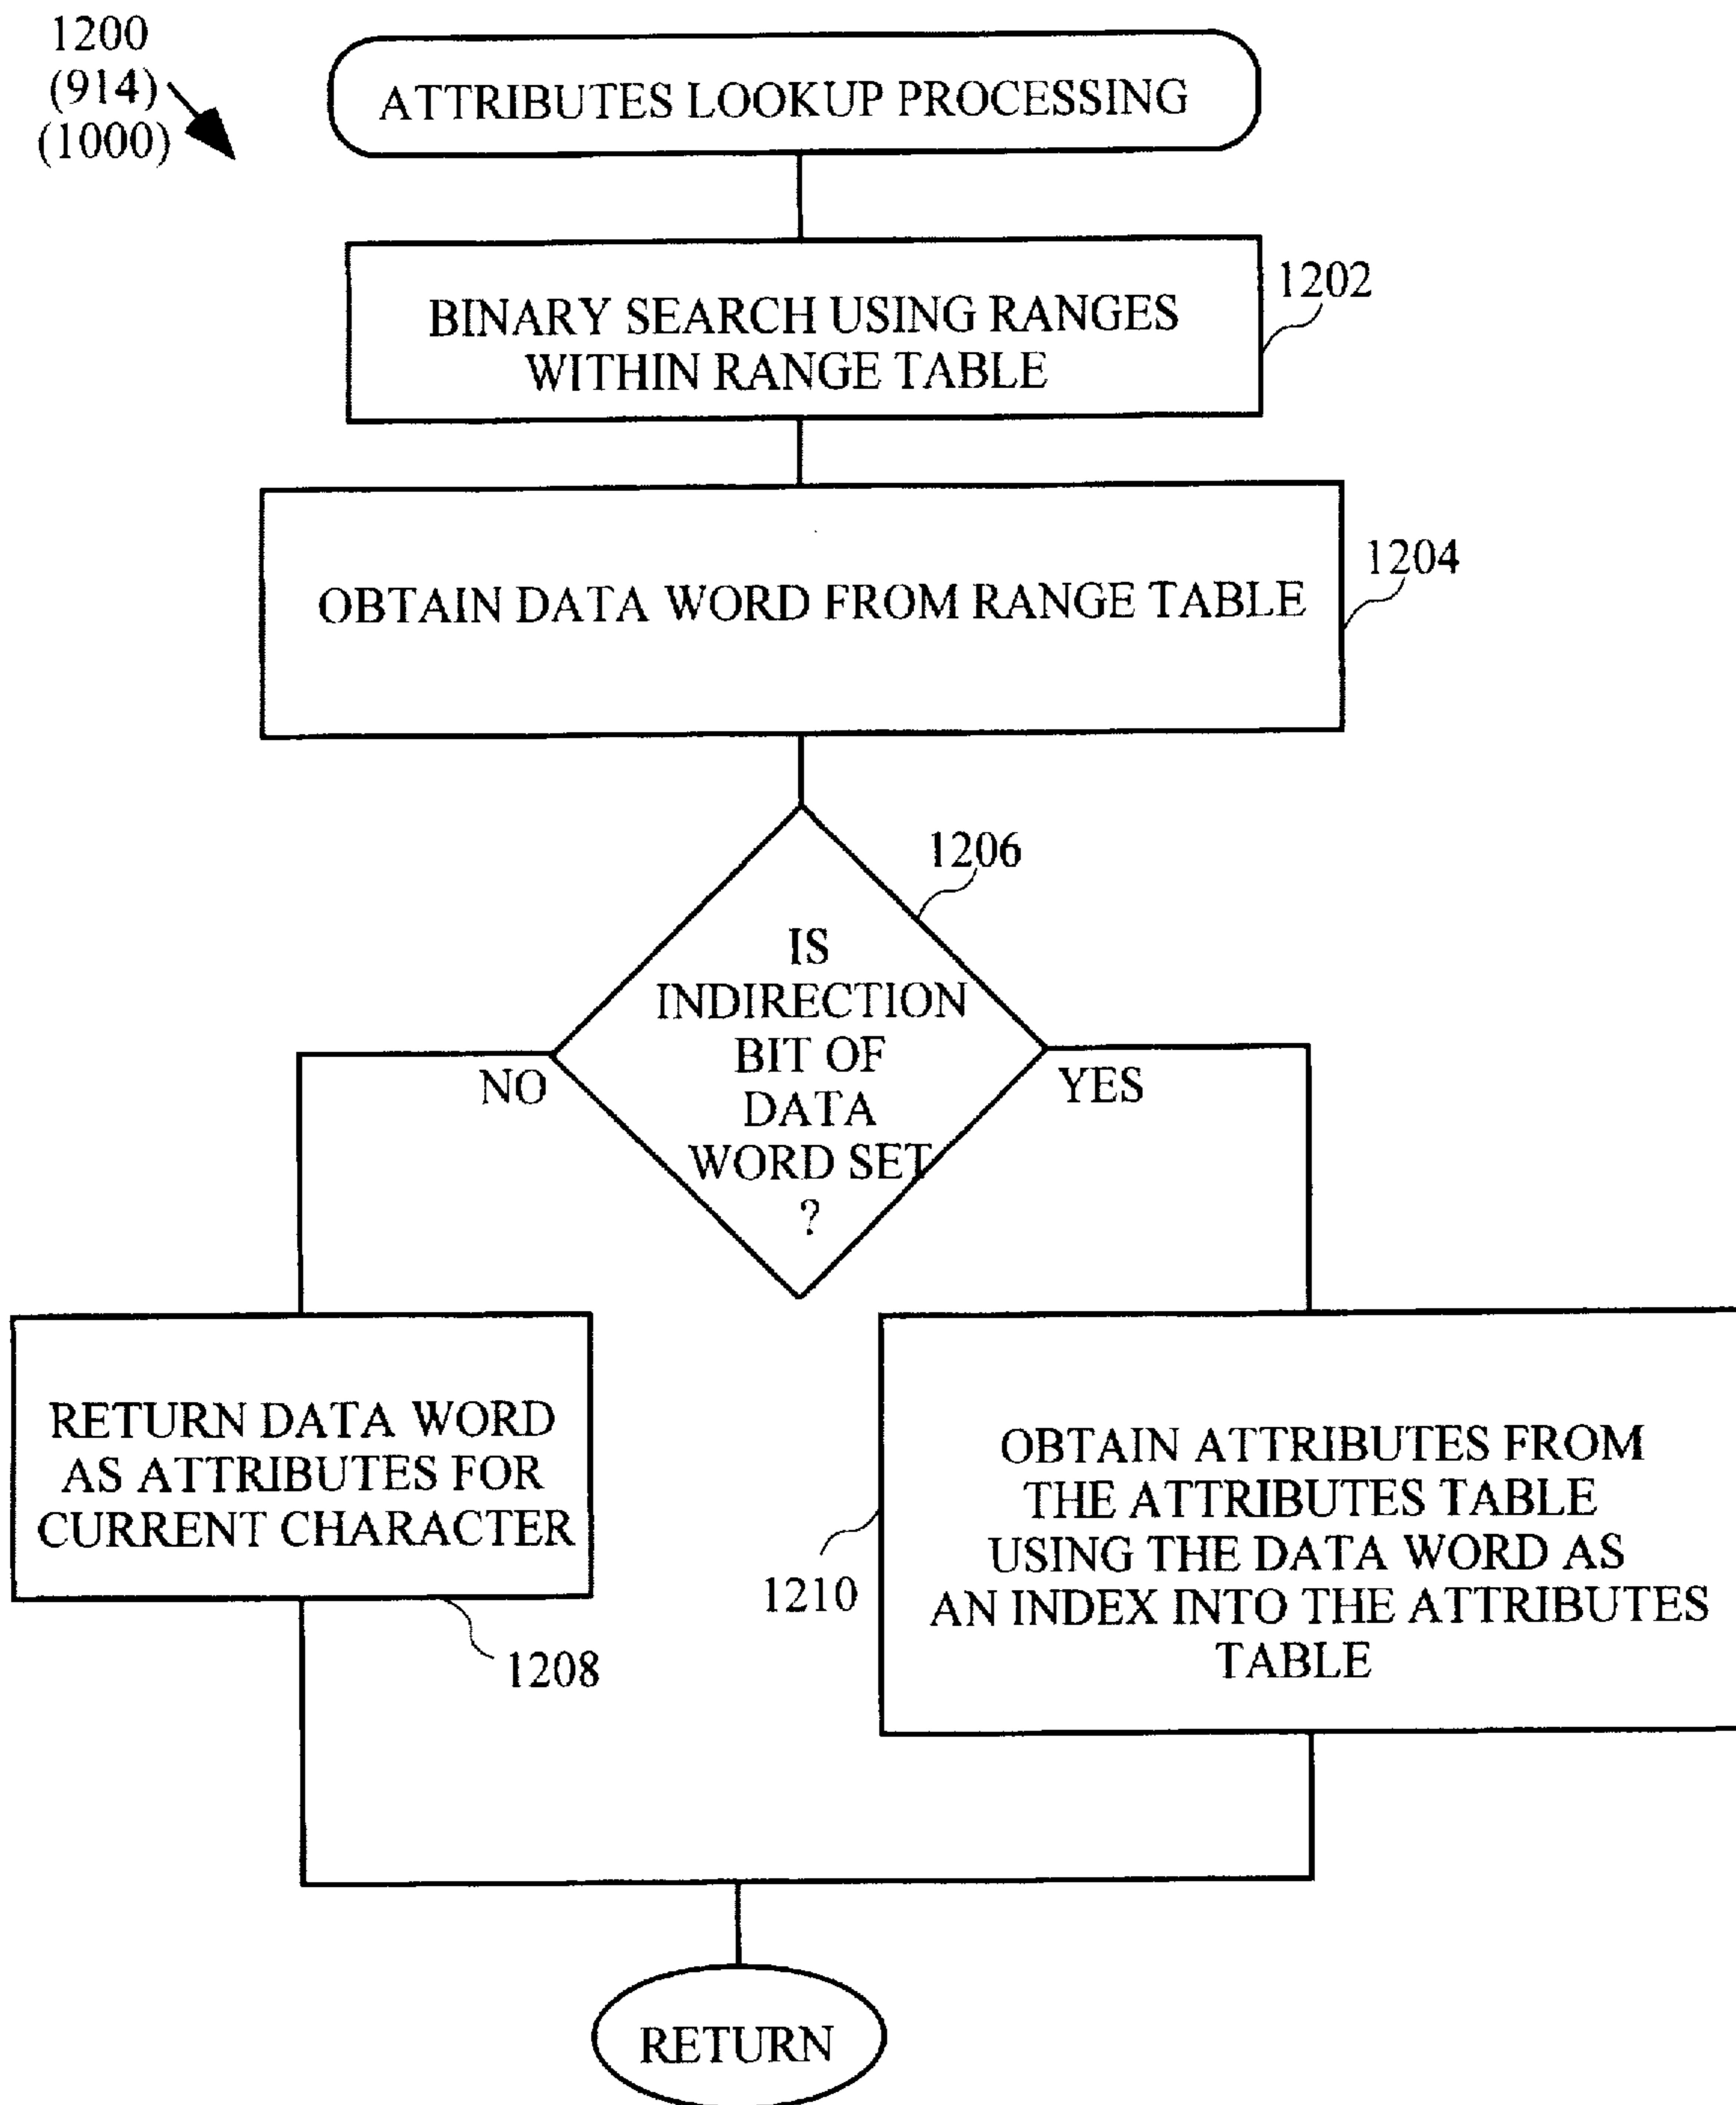 1200
(914)
(1000)
ATTRIBUTES LOOKUP PROCESSING
BINARY SEARCH USING RANGES
WITHIN RANGE TABLE
1202
OBTAIN DATA WORD FROM RANGE TABLE
1204
1206
IS
INDIRECTION
BIT OF
DATA
WORD SET
?
NO
YES
RETURN DATA WORD
AS ATTRIBUTES FOR
CURRENT CHARACTER
1208
OBTAIN ATTRIBUTES FROM
THE ATTRIBUTES TABLE
USING THE DATA WORD AS
AN INDEX INTO THE ATTRIBUTES
TABLE
1210
RETURN